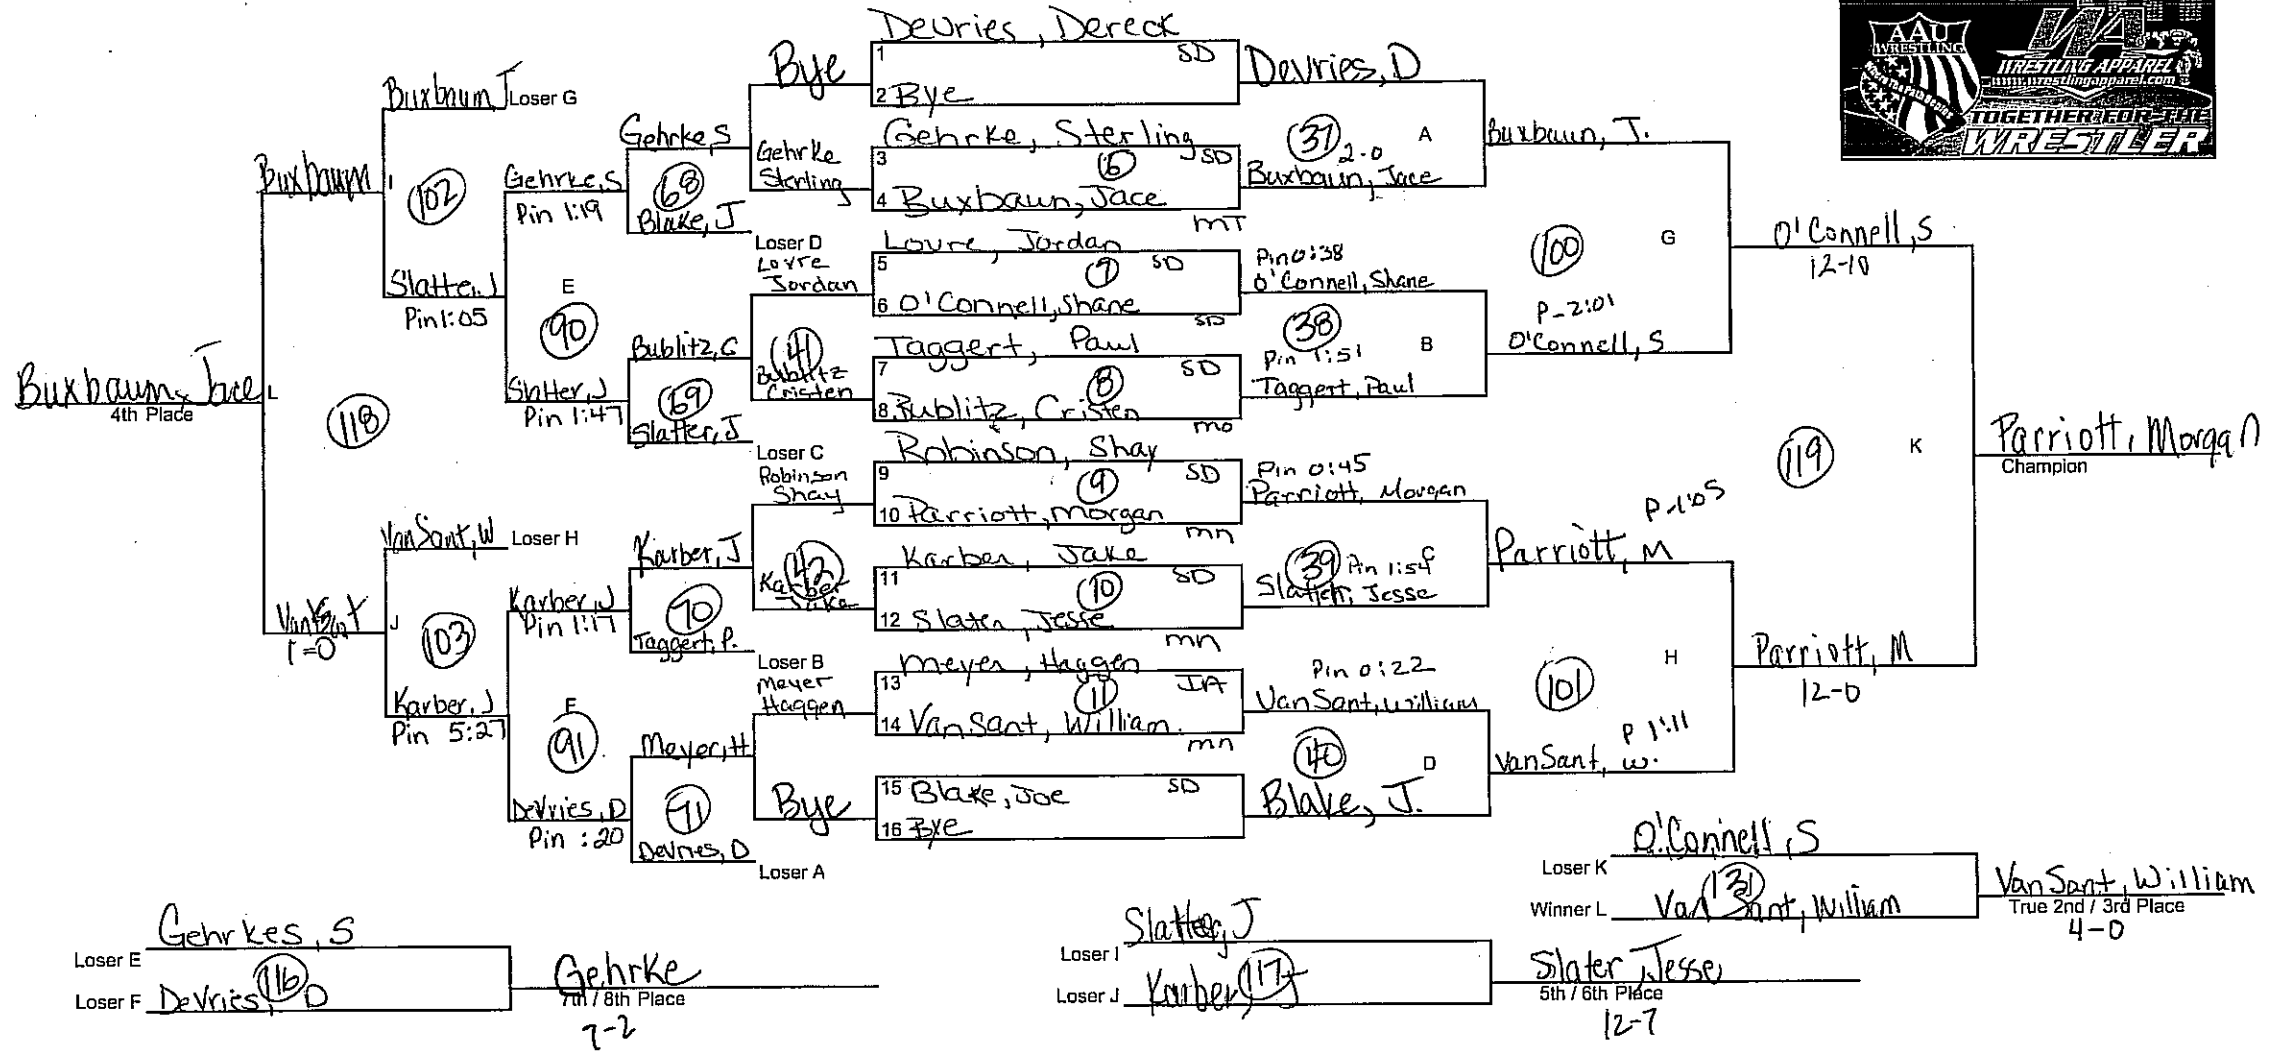 AAU
WRESTLING
WA
WRESTLING APPAREL
www.wrestlingapparel.com
TOGETHER FOR THE
WRESTLER
DeVries, Dereck
1 SD
2 Bye
Gehrke, Sterling
3 SD
6
4 Buxbaun, Jace
MT
Lovre, Jordan
5 SD
7
6 O'Connell, Shane
SD
Taggert, Paul
7 SD
8
8 Bublitz, Cristen
mo
Robinson, Shay
9 SD
9
10 Parriott, Morgan
mn
Karber, Jake
11 SD
10
12 Slater, Jesse
mn
Meyer, Haggen
13 IA
11
14 VanSant, William
mn
15 Blake, Joe SD
16 Bye
DeVries, D
37 2-0 A
Buxbaun, Jace
Pin 0:38
O'Connell, Shane
38
Pin 1:51 B
Taggert, Paul
Pin 0:45
Parriott, Morgan
39 Pin 1:54 C
Jesse
Pin 0:22
VanSant, William
40 D
Blake, J.
Buxbaun, J.
100 G
P-2:01
O'Connell, S
P-1:05
Parriott, M
101 H
P 1:11
VanSant, W.
O'Connell, S
12-10
119 K
Parriott, M
12-0
Parriott, Morgan
Champion
Bye
Gehrke
Sterling
Loser D
Lovre
Jordan
41
Bublitz
Cristen
Loser C
Robinson
Shay
42
Karber
Jake
Loser B
Meyer
Haggen
Bye
Loser A
Gehrke, S
68
Blake, J
Bublitz, C
69
Slatter, J
Karber, J
70
Taggert, P.
Meyer, H
71
DeVries, D
Gehrke, S
Pin 1:19
E
90
Slatter, J
Pin 1:47
Karber, J
Pin 1:17
F
91
DeVries, D
Pin :20
Buxbaum, J Loser G
I 102
Slatter, J
Pin 1:05
VanSant, W Loser H
J 103
Karber, J
Pin 5:27
Buxbaum
L 118
VanSant
1-0
Buxbaum, Jace
4th Place
O'Connell, S
Loser K
131
Winner L VanSant, William
VanSant, William
True 2nd / 3rd Place
4-0
Slatter, J
Loser I
Loser J Karber, J 117
Slater, Jesse
5th / 6th Place
12-7
Gehrkes, S
Loser E
Loser F DeVries, D 116
Gehrke
7th / 8th Place
7-2